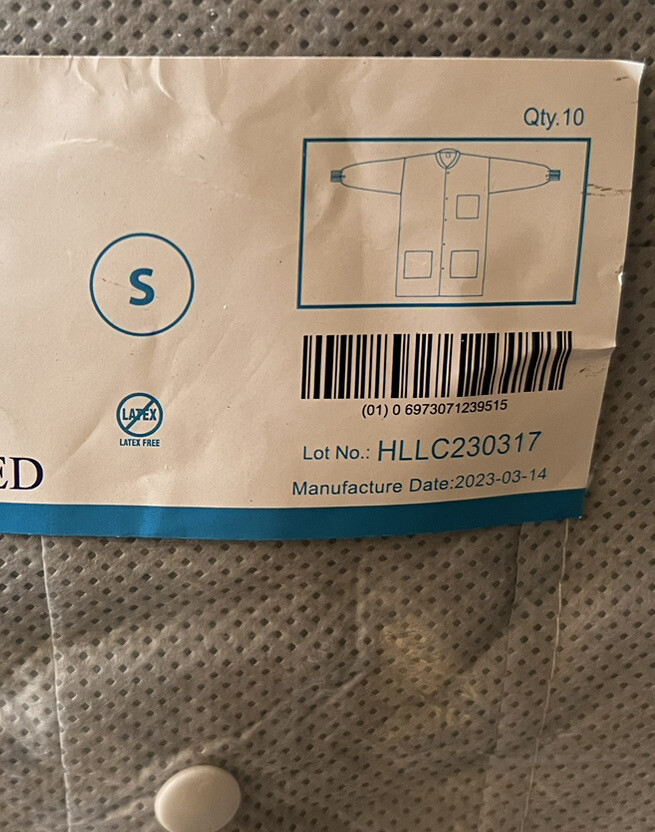 Qty.10
S
LATEX
LATEX FREE
(01) 0 6973071239515
Lot No.: HLLC230317
ED
Manufacture Date:2023-03-14